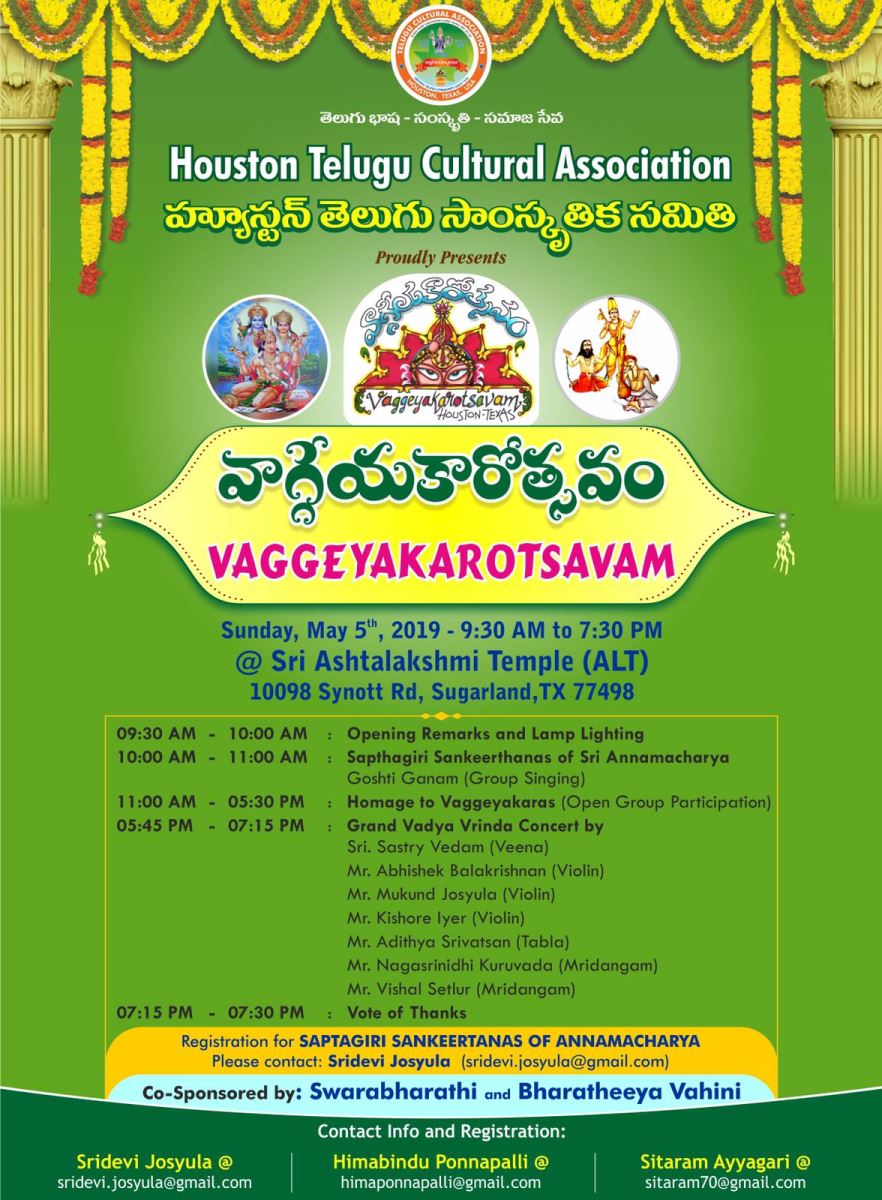 TELUGU CULTURAL ASSOCIATION
HOUSTON, TEXAS, USA
తెలుగు భాష - సంస్కృతి - సమాజ సేవ
Houston Telugu Cultural Association
హ్యూస్టన్ తెలుగు సాంస్కృతిక సమితి
Proudly Presents
వాగ్గేయకారోత్సవం
Vaggeyakarotsavam
HOUSTON-TEXAS
వాగ్గేయకారోత్సవం
VAGGEYAKAROTSAVAM
Sunday, May 5th, 2019 - 9:30 AM to 7:30 PM
@ Sri Ashtalakshmi Temple (ALT)
10098 Synott Rd, Sugarland,TX 77498
09:30 AM - 10:00 AM : Opening Remarks and Lamp Lighting
10:00 AM - 11:00 AM : Sapthagiri Sankeerthanas of Sri Annamacharya
Goshti Ganam (Group Singing)
11:00 AM - 05:30 PM : Homage to Vaggeyakaras (Open Group Participation)
05:45 PM - 07:15 PM : Grand Vadya Vrinda Concert by
Sri. Sastry Vedam (Veena)
Mr. Abhishek Balakrishnan (Violin)
Mr. Mukund Josyula (Violin)
Mr. Kishore Iyer (Violin)
Mr. Adithya Srivatsan (Tabla)
Mr. Nagasrinidhi Kuruvada (Mridangam)
Mr. Vishal Setlur (Mridangam)
07:15 PM - 07:30 PM : Vote of Thanks
Registration for SAPTAGIRI SANKEERTANAS OF ANNAMACHARYA
Please contact: Sridevi Josyula (sridevi.josyula@gmail.com)
Co-Sponsored by: Swarabharathi and Bharatheeya Vahini
Contact Info and Registration:
Sridevi Josyula @
sridevi.josyula@gmail.com
Himabindu Ponnapalli @
himaponnapalli@gmail.com
Sitaram Ayyagari @
sitaram70@gmail.com